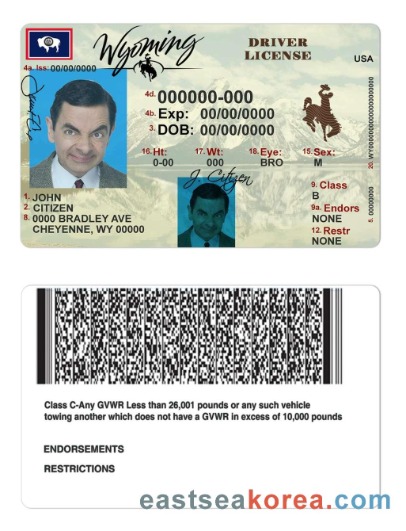 Wyoming
DRIVER
LICENSE
USA
4a. Iss: 00/00/0000
4d. 000000-000
4b. Exp: 00/00/0000
3. DOB: 00/00/0000
16. Ht: 17. Wt: 18. Eye: 15. Sex:
0-00 000 BRO M
J. Citizen
1. JOHN
2. CITIZEN
8. 0000 BRADLEY AVE
CHEYENNE, WY 00000
9. Class
B
9a. Endors
NONE
12. Restr
NONE
5. 00000000
Class C-Any GVWR Less than 26,001 pounds or any such vehicle
towing another which does not have a GVWR in excess of 10,000 pounds
ENDORSEMENTS
RESTRICTIONS
eastseakorea.com